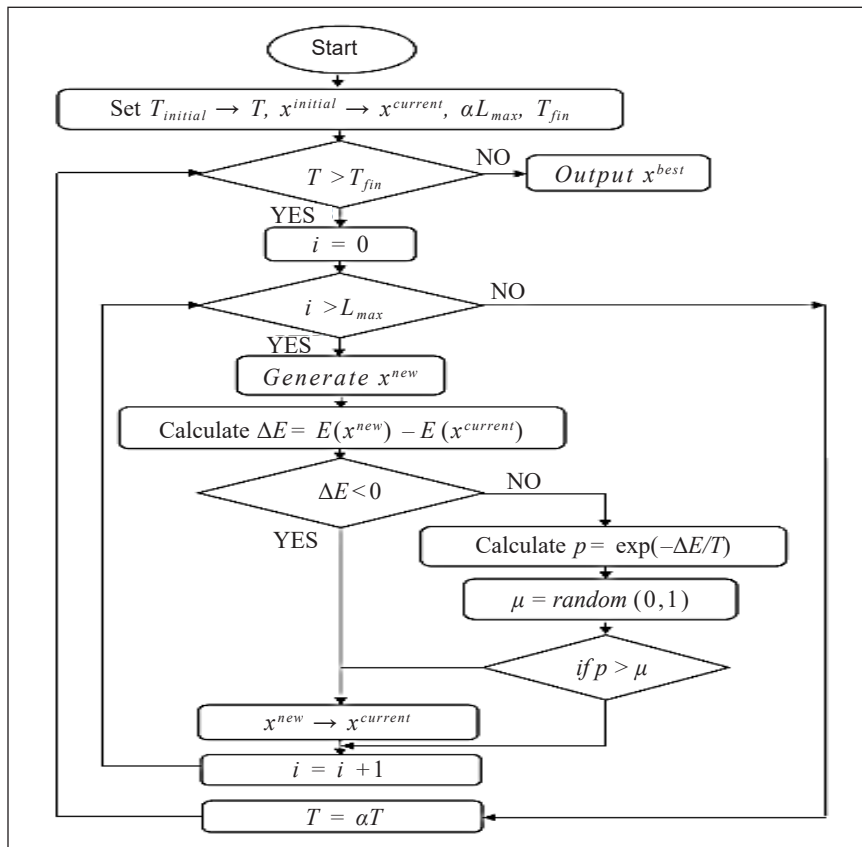 Start
Set T_initial → T, x^initial → x^current, αL_max, T_fin
T > T_fin
NO
Output x^best
YES
i = 0
i > L_max
NO
YES
Generate x^new
Calculate ΔE = E(x^new) – E(x^current)
ΔE < 0
NO
YES
Calculate p = exp(–ΔE/T)
μ = random (0,1)
if p > μ
x^new → x^current
i = i + 1
T = αT